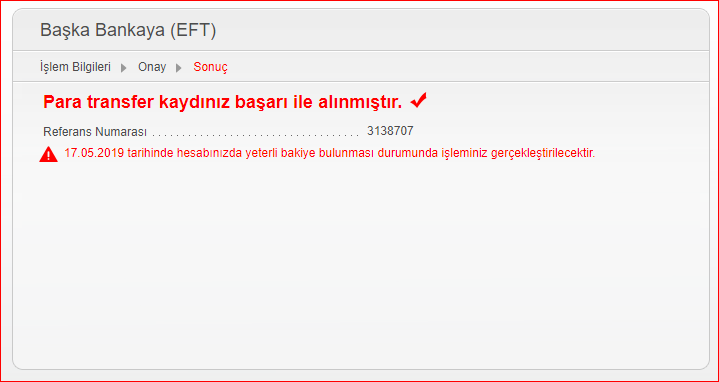 Başka Bankaya (EFT)
İşlem Bilgileri Onay Sonuç
Para transfer kaydınız başarı ile alınmıştır.
Referans Numarası . . . . . . . . . . . . . . . . . . . . . . . . . . . . . . . . . . . 3138707
17.05.2019 tarihinde hesabınızda yeterli bakiye bulunması durumunda işleminiz gerçekleştirilecektir.